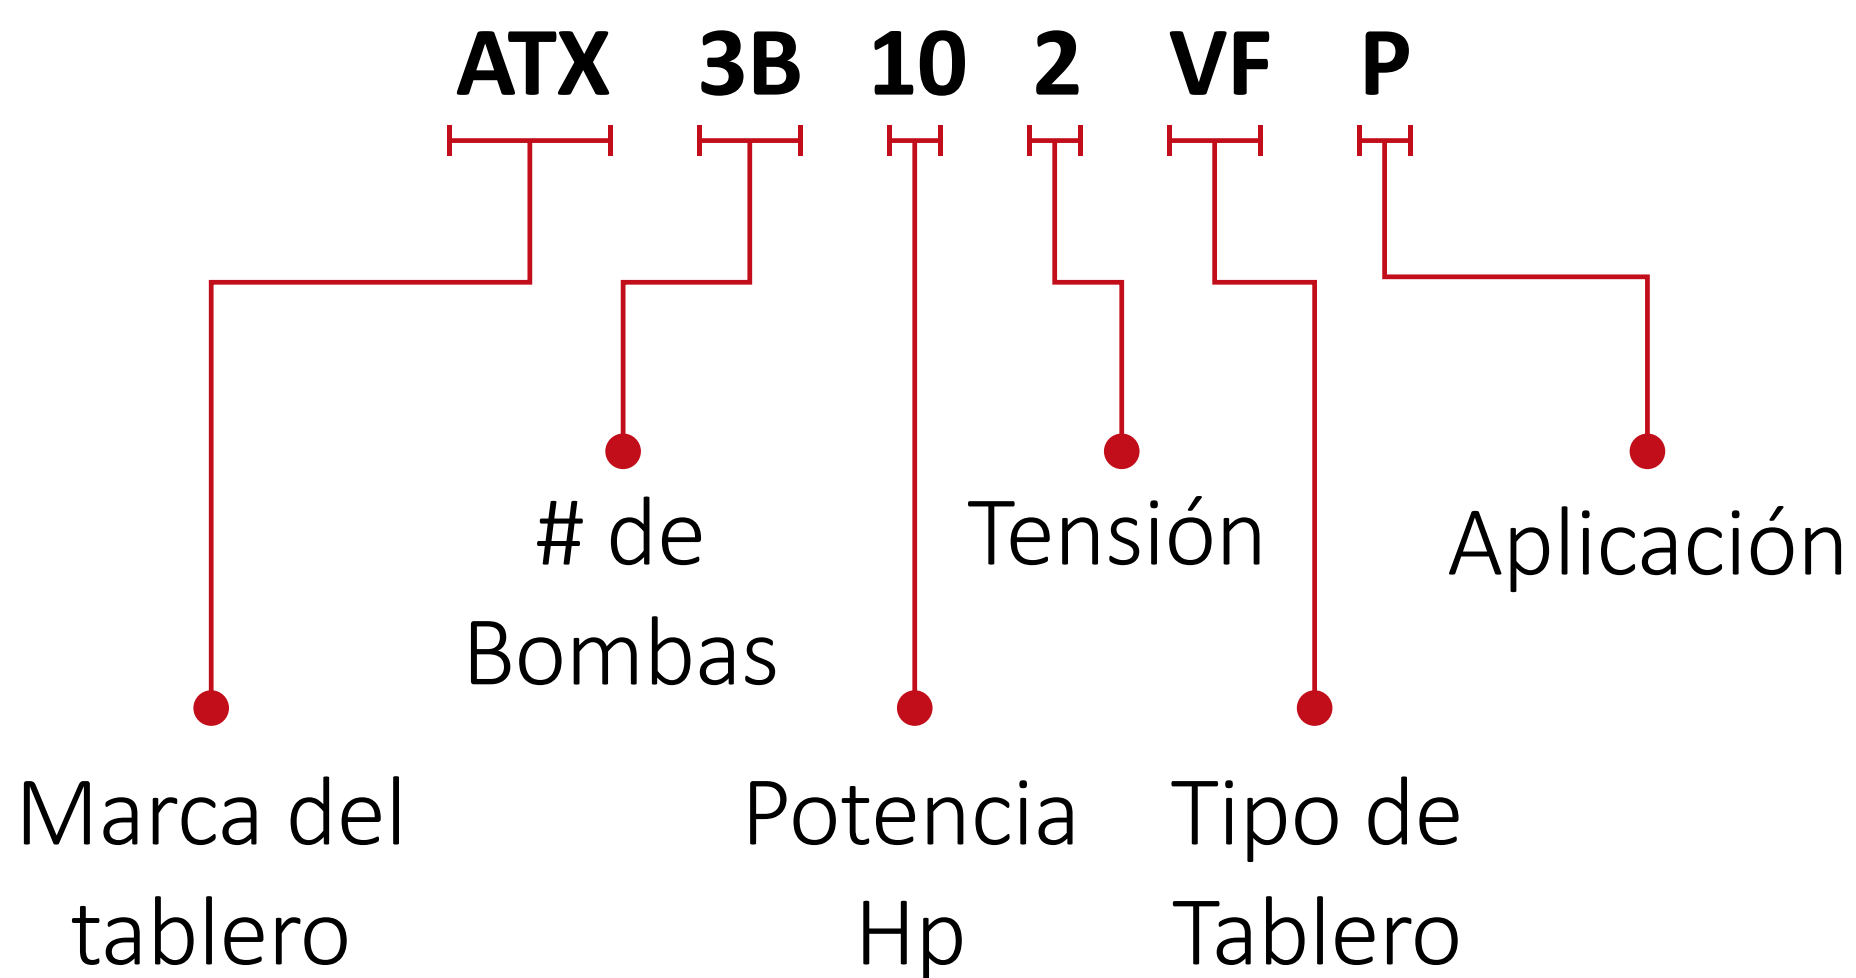 ATX 3B 10 2 VF P
# de
Bombas
Tensión
Aplicación
Marca del
tablero
Potencia
Hp
Tipo de
Tablero